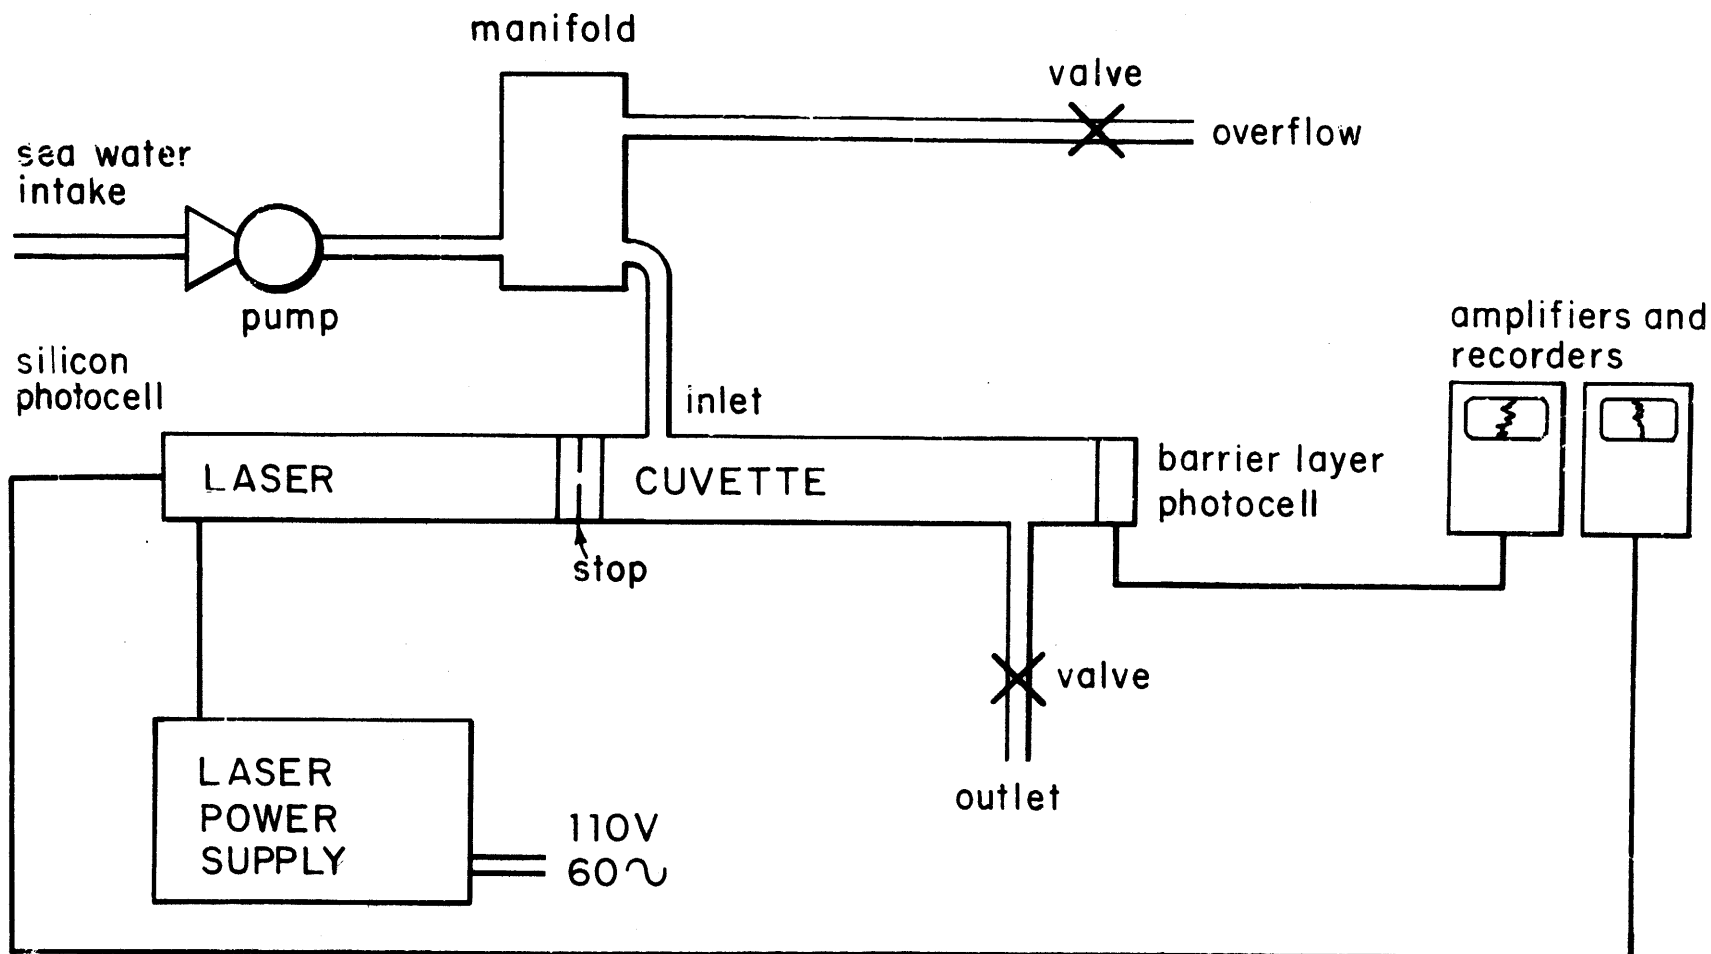 manifold
valve
overflow
sea water
intake
pump
silicon
photocell
inlet
amplifiers and
recorders
LASER
CUVETTE
barrier layer
photocell
stop
valve
outlet
LASER
POWER
SUPPLY
110V
60~